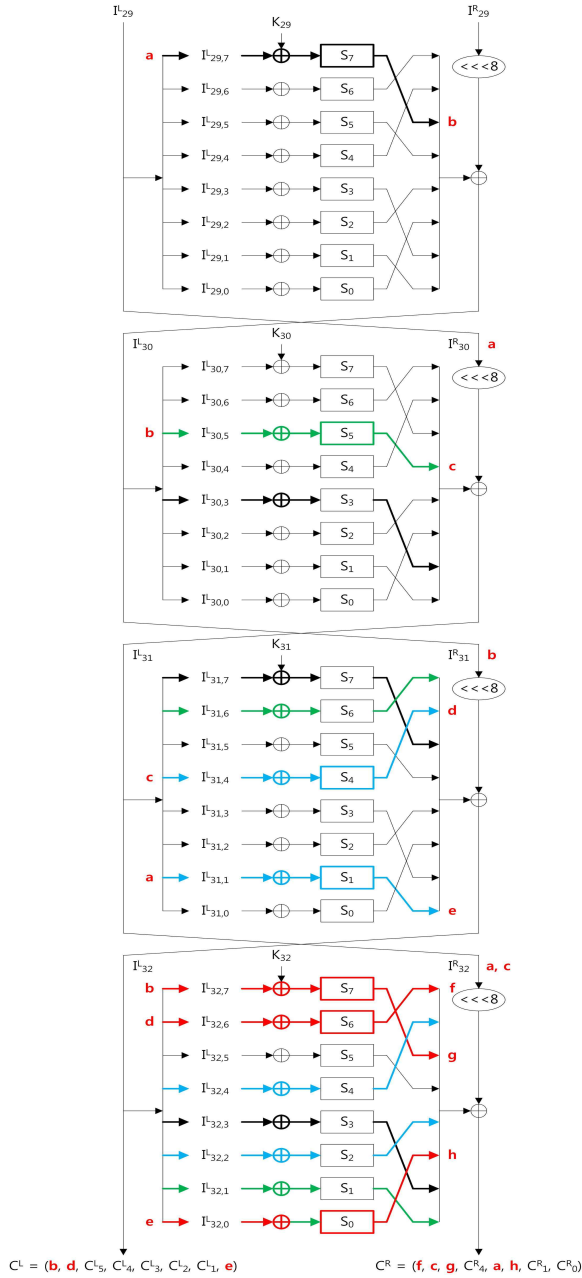 I^L_29 I^R_29
K_29
a I^L_29,7 S_7 <<<8
I^L_29,6 S_6
I^L_29,5 S_5 b
I^L_29,4 S_4
I^L_29,3 S_3
I^L_29,2 S_2
I^L_29,1 S_1
I^L_29,0 S_0
I^L_30 K_30 I^R_30 a
I^L_30,7 S_7 <<<8
I^L_30,6 S_6
b I^L_30,5 S_5
I^L_30,4 S_4 c
I^L_30,3 S_3
I^L_30,2 S_2
I^L_30,1 S_1
I^L_30,0 S_0
I^L_31 K_31 I^R_31 b
I^L_31,7 S_7 <<<8
I^L_31,6 S_6 d
I^L_31,5 S_5
c I^L_31,4 S_4
I^L_31,3 S_3
I^L_31,2 S_2
a I^L_31,1 S_1
I^L_31,0 S_0 e
I^L_32 K_32 I^R_32 a, c
b I^L_32,7 S_7 f <<<8
d I^L_32,6 S_6
I^L_32,5 S_5 g
I^L_32,4 S_4
I^L_32,3 S_3
I^L_32,2 S_2 h
I^L_32,1 S_1
e I^L_32,0 S_0
C^L = (b, d, C^L_5, C^L_4, C^L_3, C^L_2, C^L_1, e) C^R = (f, c, g, C^R_4, a, h, C^R_1, C^R_0)